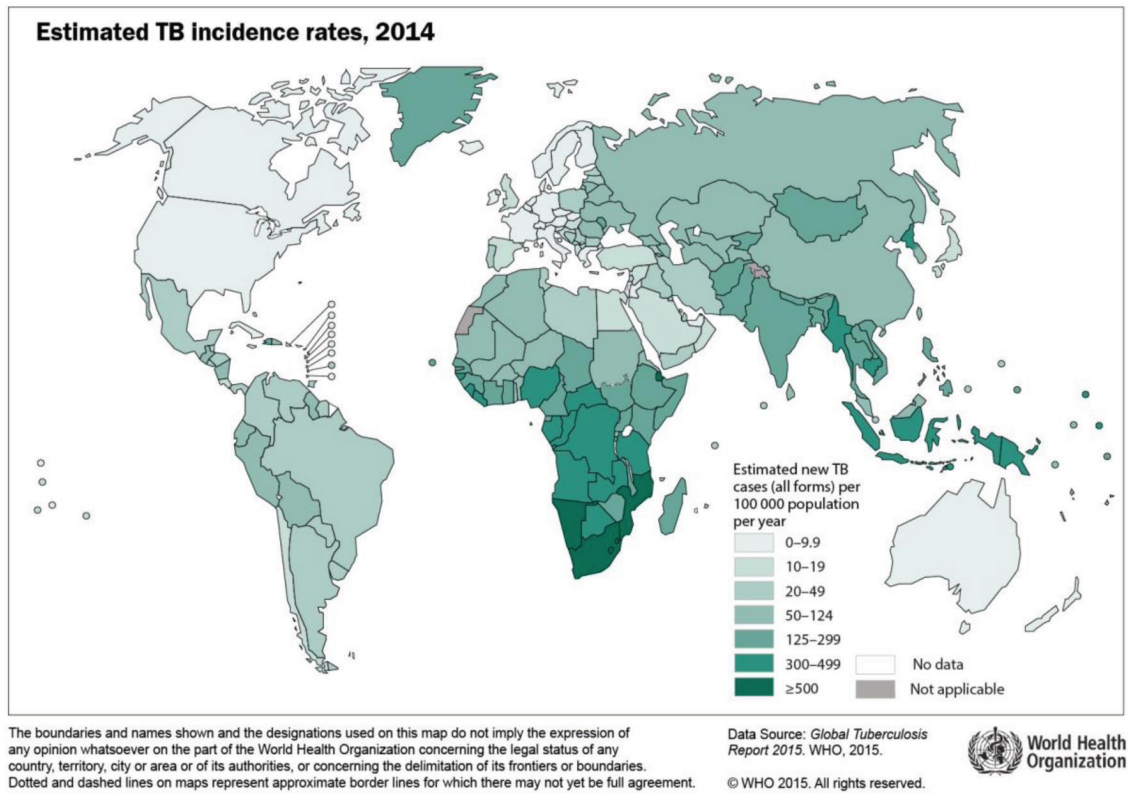 Estimated TB incidence rates, 2014
Estimated new TB
cases (all forms) per
100 000 population
per year
0–9.9
10–19
20–49
50–124
125–299
300–499
≥500
No data
Not applicable
The boundaries and names shown and the designations used on this map do not imply the expression of
any opinion whatsoever on the part of the World Health Organization concerning the legal status of any
country, territory, city or area or of its authorities, or concerning the delimitation of its frontiers or boundaries.
Dotted and dashed lines on maps represent approximate border lines for which there may not yet be full agreement.
Data Source: Global Tuberculosis
Report 2015. WHO, 2015.
© WHO 2015. All rights reserved.
World Health
Organization